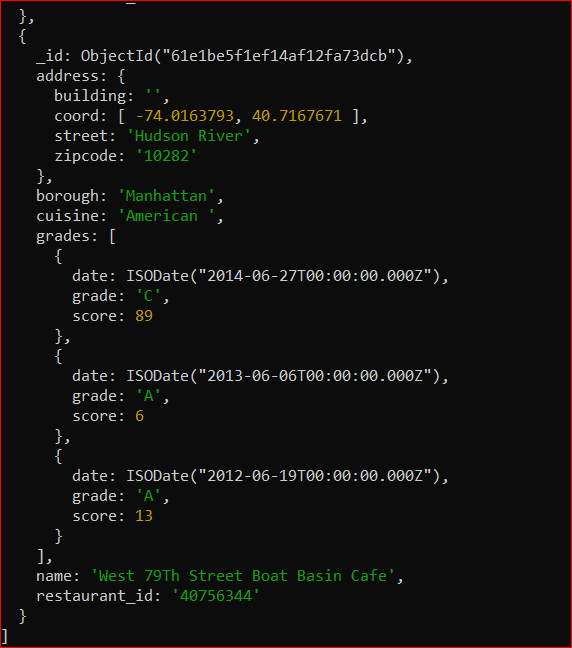 },
{
_id: ObjectId("61e1be5f1ef14af12fa73dcb"),
address: {
building: '',
coord: [ -74.0163793, 40.7167671 ],
street: 'Hudson River',
zipcode: '10282'
},
borough: 'Manhattan',
cuisine: 'American ',
grades: [
{
date: ISODate("2014-06-27T00:00:00.000Z"),
grade: 'C',
score: 89
},
{
date: ISODate("2013-06-06T00:00:00.000Z"),
grade: 'A',
score: 6
},
{
date: ISODate("2012-06-19T00:00:00.000Z"),
grade: 'A',
score: 13
}
],
name: 'West 79Th Street Boat Basin Cafe',
restaurant_id: '40756344'
}
]